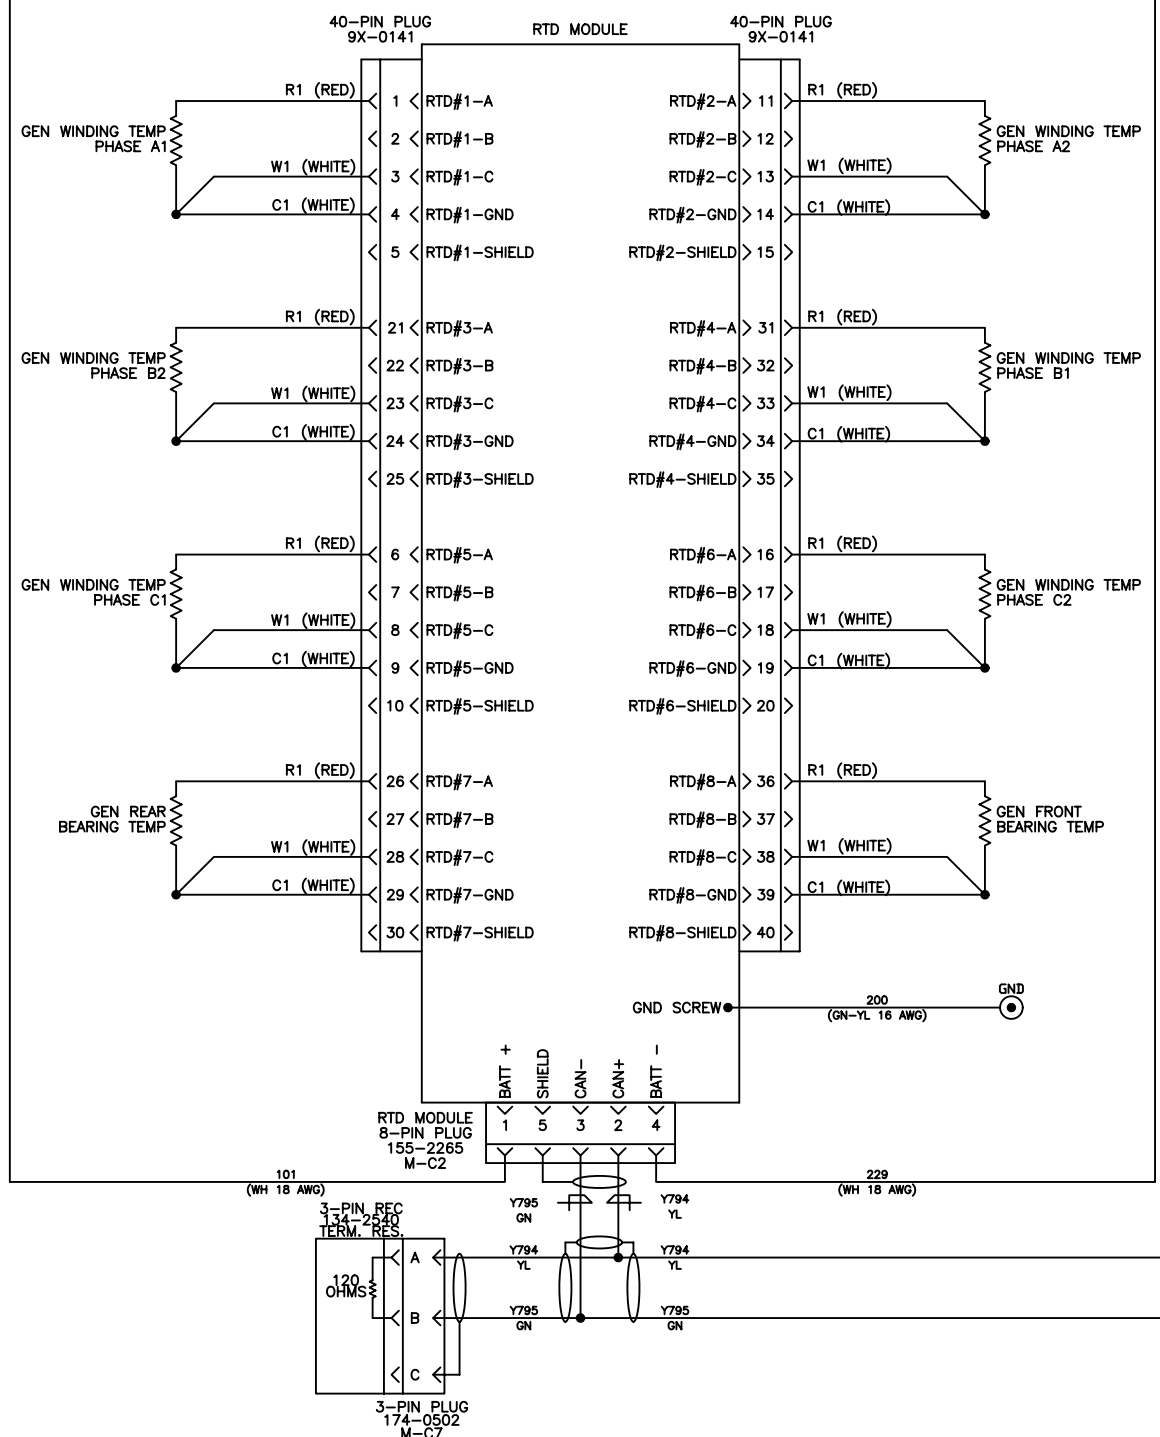 40-PIN PLUG
9X-0141
RTD MODULE
40-PIN PLUG
9X-0141
R1 (RED)
1
RTD#1-A
RTD#2-A
11
R1 (RED)
GEN WINDING TEMP
PHASE A1
2
RTD#1-B
RTD#2-B
12
GEN WINDING TEMP
PHASE A2
W1 (WHITE)
3
RTD#1-C
RTD#2-C
13
W1 (WHITE)
C1 (WHITE)
4
RTD#1-GND
RTD#2-GND
14
C1 (WHITE)
5
RTD#1-SHIELD
RTD#2-SHIELD
15
R1 (RED)
21
RTD#3-A
RTD#4-A
31
R1 (RED)
GEN WINDING TEMP
PHASE B2
22
RTD#3-B
RTD#4-B
32
GEN WINDING TEMP
PHASE B1
W1 (WHITE)
23
RTD#3-C
RTD#4-C
33
W1 (WHITE)
C1 (WHITE)
24
RTD#3-GND
RTD#4-GND
34
C1 (WHITE)
25
RTD#3-SHIELD
RTD#4-SHIELD
35
R1 (RED)
6
RTD#5-A
RTD#6-A
16
R1 (RED)
GEN WINDING TEMP
PHASE C1
7
RTD#5-B
RTD#6-B
17
GEN WINDING TEMP
PHASE C2
W1 (WHITE)
8
RTD#5-C
RTD#6-C
18
W1 (WHITE)
C1 (WHITE)
9
RTD#5-GND
RTD#6-GND
19
C1 (WHITE)
10
RTD#5-SHIELD
RTD#6-SHIELD
20
R1 (RED)
26
RTD#7-A
RTD#8-A
36
R1 (RED)
GEN REAR
BEARING TEMP
27
RTD#7-B
RTD#8-B
37
GEN FRONT
BEARING TEMP
W1 (WHITE)
28
RTD#7-C
RTD#8-C
38
W1 (WHITE)
C1 (WHITE)
29
RTD#7-GND
RTD#8-GND
39
C1 (WHITE)
30
RTD#7-SHIELD
RTD#8-SHIELD
40
GND SCREW
200
(GN-YL 16 AWG)
GND
BATT +
SHIELD
CAN-
CAN+
BATT -
1
5
3
2
4
RTD MODULE
8-PIN PLUG
155-2265
M-C2
101
(WH 18 AWG)
229
(WH 18 AWG)
Y795
GN
Y794
YL
3-PIN REC
134-2540
TERM. RES.
120
OHMS
A
Y794
YL
Y794
YL
B
Y795
GN
Y795
GN
C
3-PIN PLUG
174-0502
M-C7